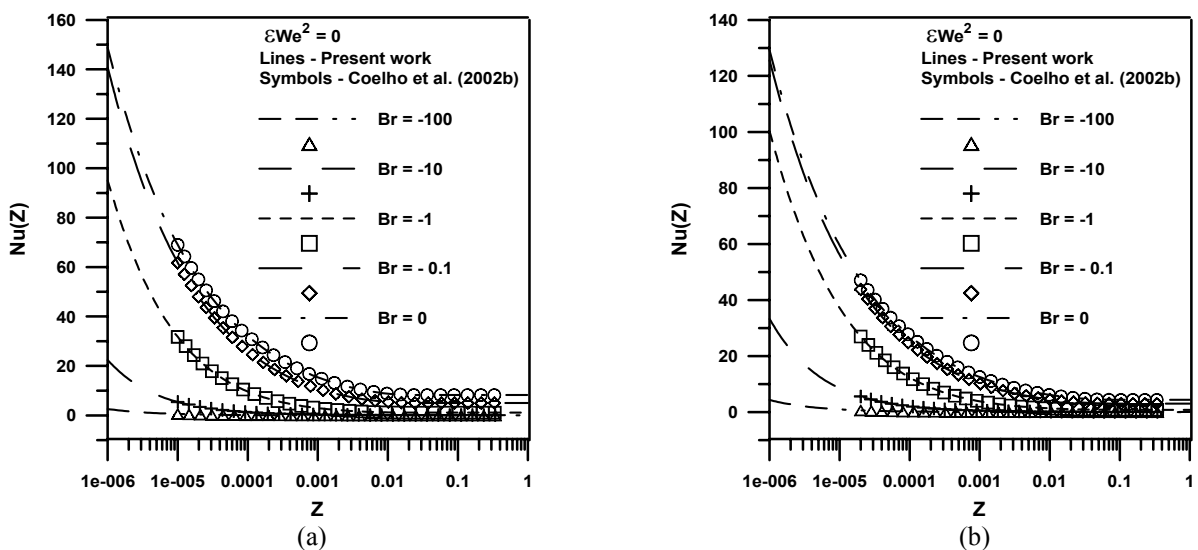 160
140
120
100
80
60
40
20
0
Nu(Z)
εWe² = 0
Lines - Present work
Symbols - Coelho et al. (2002b)
Br = -100
Br = -10
Br = -1
Br = - 0.1
Br = 0
1e-006 1e-005 0.0001 0.001 0.01 0.1 1
Z
(a)
140
120
100
80
60
40
20
0
Nu(Z)
εWe² = 0
Lines - Present work
Symbols - Coelho et al. (2002b)
Br = -100
Br = -10
Br = -1
Br = - 0.1
Br = 0
1e-006 1e-005 0.0001 0.001 0.01 0.1 1
Z
(b)